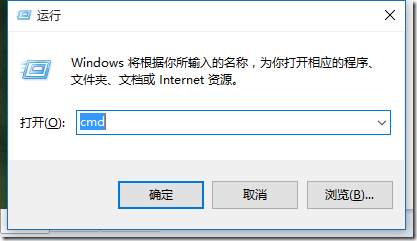 运行
Windows 将根据你所输入的名称，为你打开相应的程序、
文件夹、文档或 Internet 资源。
打开(O): cmd
确定 取消 浏览(B)...